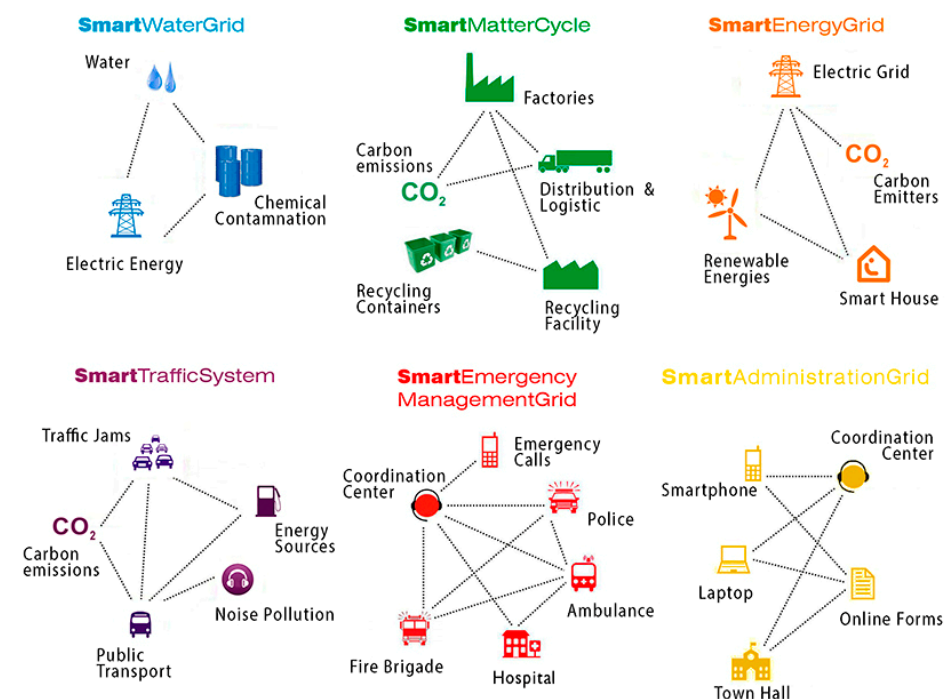 SmartWaterGrid
Water
Chemical
Contamnation
Electric Energy
SmartMatterCycle
Factories
Carbon
emissions
CO2
Distribution &
Logistic
Recycling
Containers
Recycling
Facility
SmartEnergyGrid
Electric Grid
CO2
Carbon
Emitters
Renewable
Energies
Smart House
SmartTrafficSystem
Traffic Jams
CO2
Carbon
emissions
Energy
Sources
Noise Pollution
Public
Transport
SmartEmergency
ManagementGrid
Emergency
Calls
Coordination
Center
Police
Ambulance
Fire Brigade
Hospital
SmartAdministrationGrid
Coordination
Center
Smartphone
Laptop
Online Forms
Town Hall